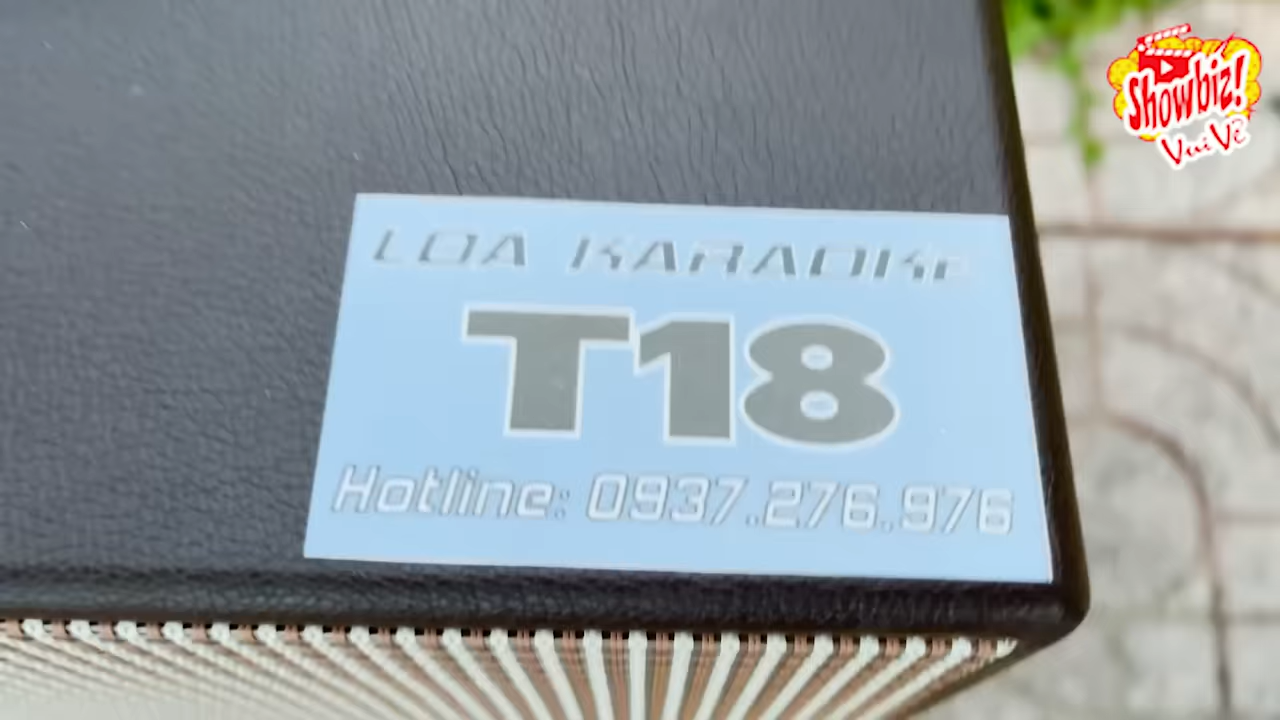 Showbiz!
Vui Vẻ
LOA KARAOKE
T18
Hotline: 0937.276.976